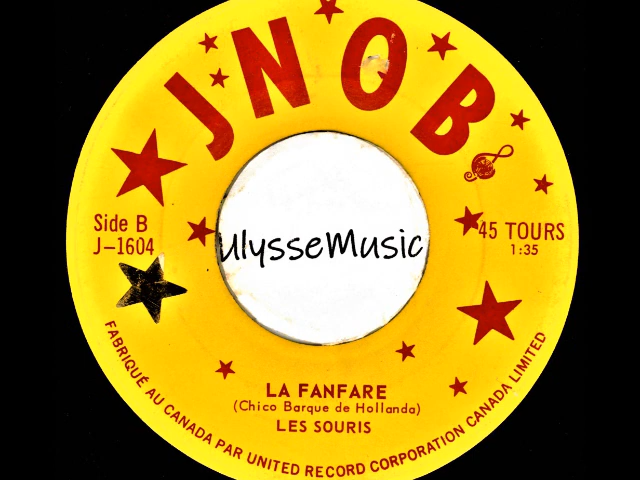 JNOB
Side B
J-1604
45 TOURS
1:35
UlysseMusic
LA FANFARE
(Chico Barque de Hollanda)
LES SOURIS
FABRIQUÉ AU CANADA PAR UNITED RECORD CORPORATION CANADA LIMITED